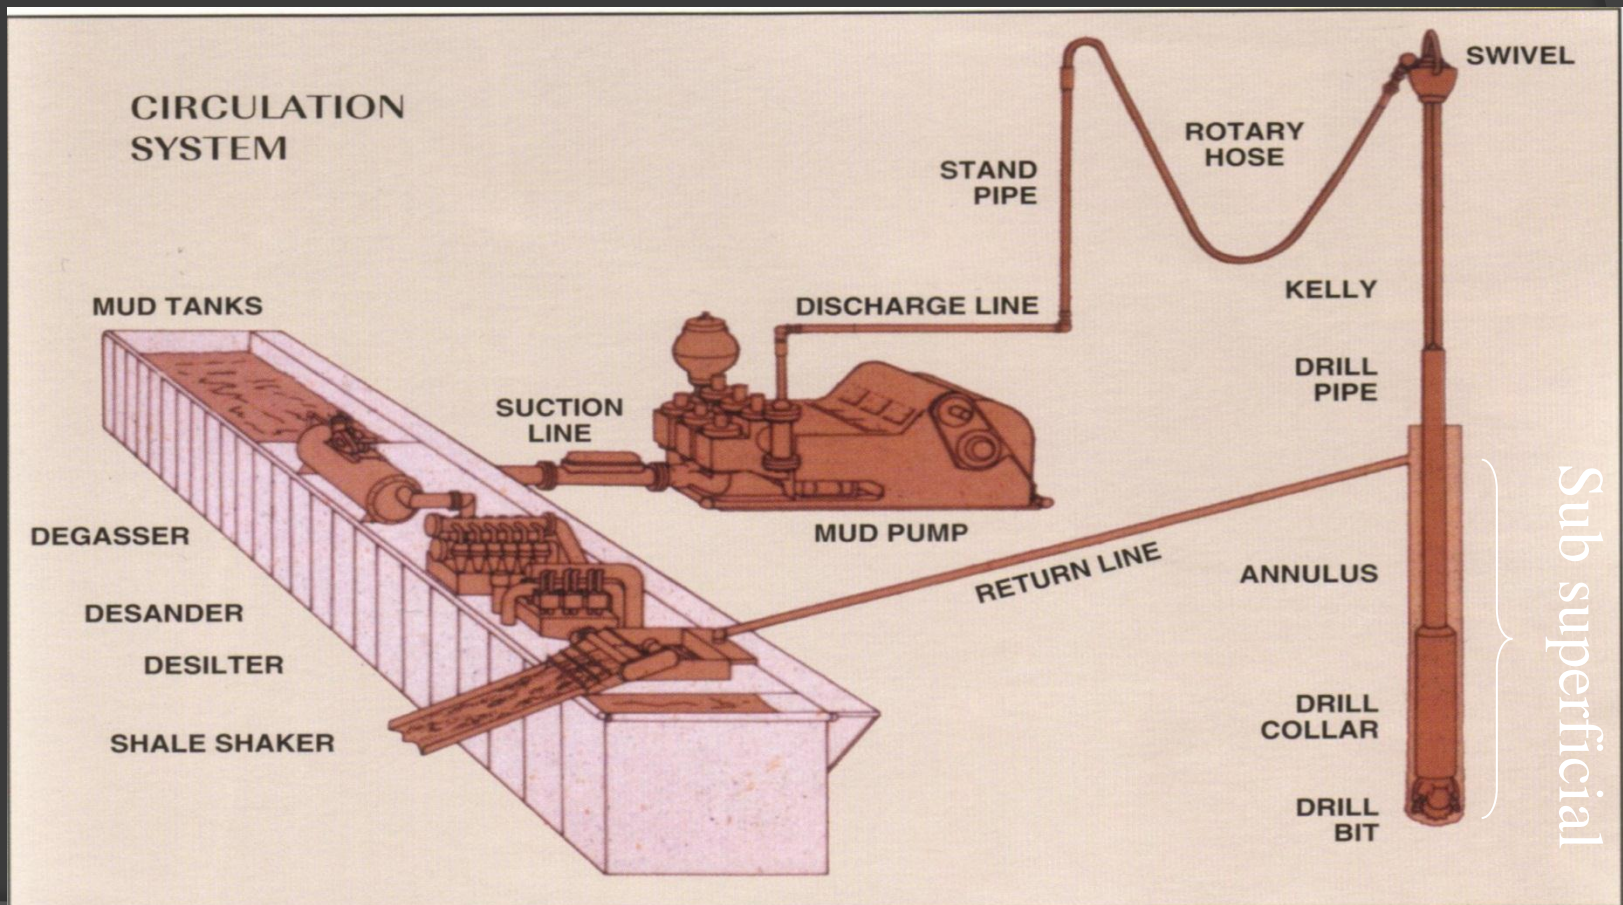 CIRCULATION
SYSTEM
SWIVEL
ROTARY
HOSE
STAND
PIPE
KELLY
MUD TANKS
DISCHARGE LINE
DRILL
PIPE
SUCTION
LINE
MUD PUMP
DEGASSER
RETURN LINE
ANNULUS
DESANDER
DESILTER
DRILL
COLLAR
SHALE SHAKER
DRILL
BIT
Sub superficial